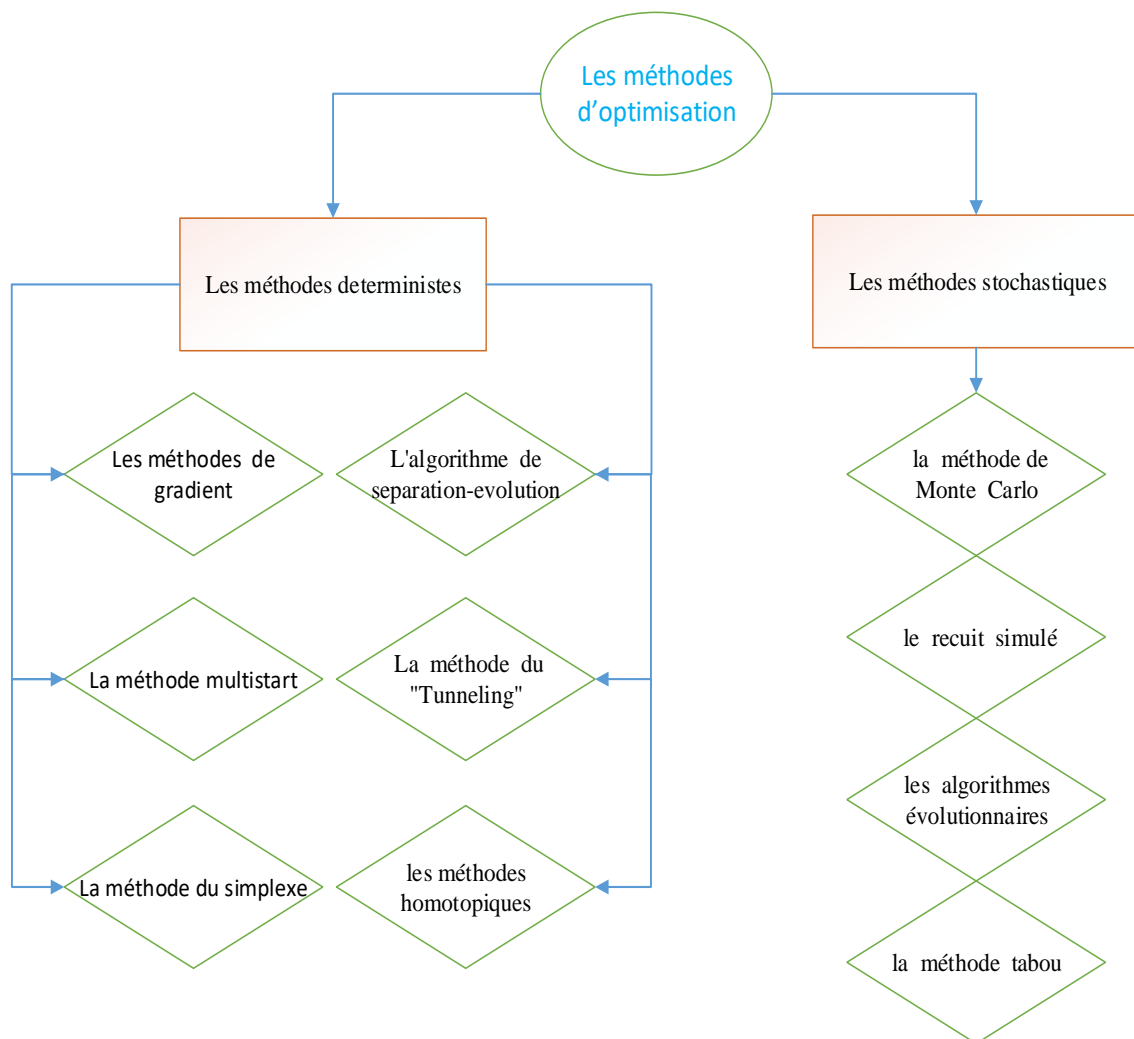 Les méthodes
d’optimisation
Les méthodes deterministes
Les méthodes stochastiques
Les méthodes de
gradient
L'algorithme de
separation-evolution
la méthode de
Monte Carlo
le recuit simulé
La méthode multistart
La méthode du
"Tunneling"
les algorithmes
évolutionnaires
La méthode du simplexe
les méthodes
homotopiques
la méthode tabou